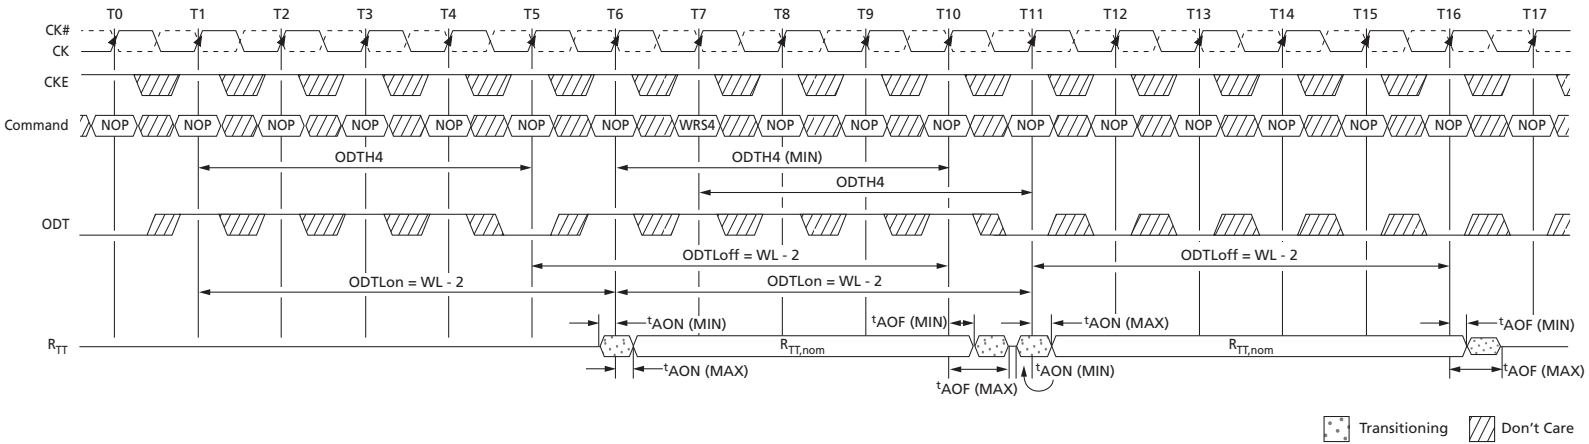 T0 T1 T2 T3 T4 T5 T6 T7 T8 T9 T10 T11 T12 T13 T14 T15 T16 T17
CK#
CK
CKE
Command NOP NOP NOP NOP NOP NOP NOP WRS4 NOP NOP NOP NOP NOP NOP NOP NOP NOP NOP
ODTH4 ODTH4 (MIN)
ODTH4
ODT
ODTLoff = WL - 2 ODTLoff = WL - 2
ODTLon = WL - 2 ODTLon = WL - 2
tAON (MIN) tAOF (MIN) tAON (MAX) tAOF (MIN)
RTT RTT,nom RTT,nom
tAON (MAX) tAON (MIN) tAOF (MAX)
tAOF (MAX)
Transitioning Don't Care